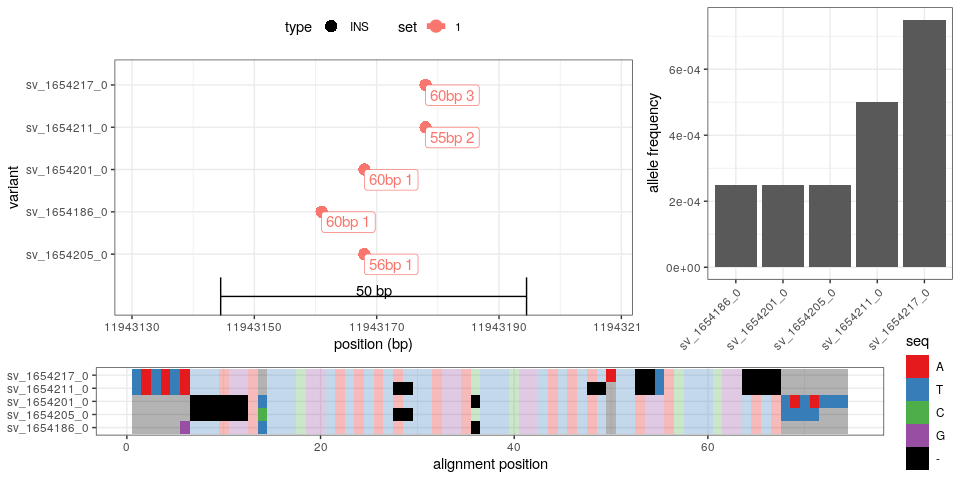 type INS set 1
sv_1654217_0
sv_1654211_0
sv_1654201_0
sv_1654186_0
sv_1654205_0
variant
60bp 3
55bp 2
60bp 1
60bp 1
56bp 1
50 bp
11943130 11943150 11943170 11943190 119431
position (bp)
allele frequency
6e-04
4e-04
2e-04
0e+00
sv_1654186_0
sv_1654201_0
sv_1654205_0
sv_1654211_0
sv_1654217_0
sv_1654217_0
sv_1654211_0
sv_1654201_0
sv_1654205_0
sv_1654186_0
0 20 40 60
alignment position
seq
A
T
C
G
-